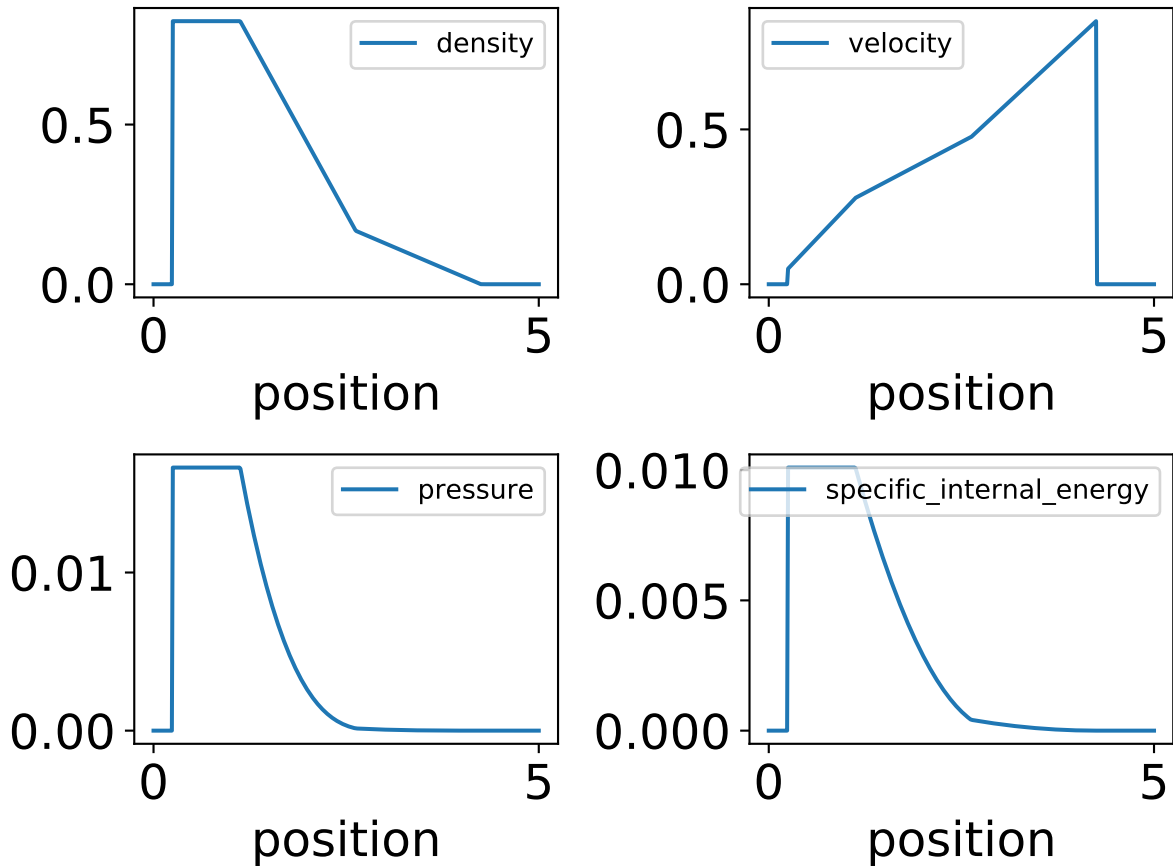 density
0.5
0.0
0 5
position
velocity
0.5
0.0
0 5
position
pressure
0.01
0.00
0 5
position
specific_internal_energy
0.010
0.005
0.000
0 5
position